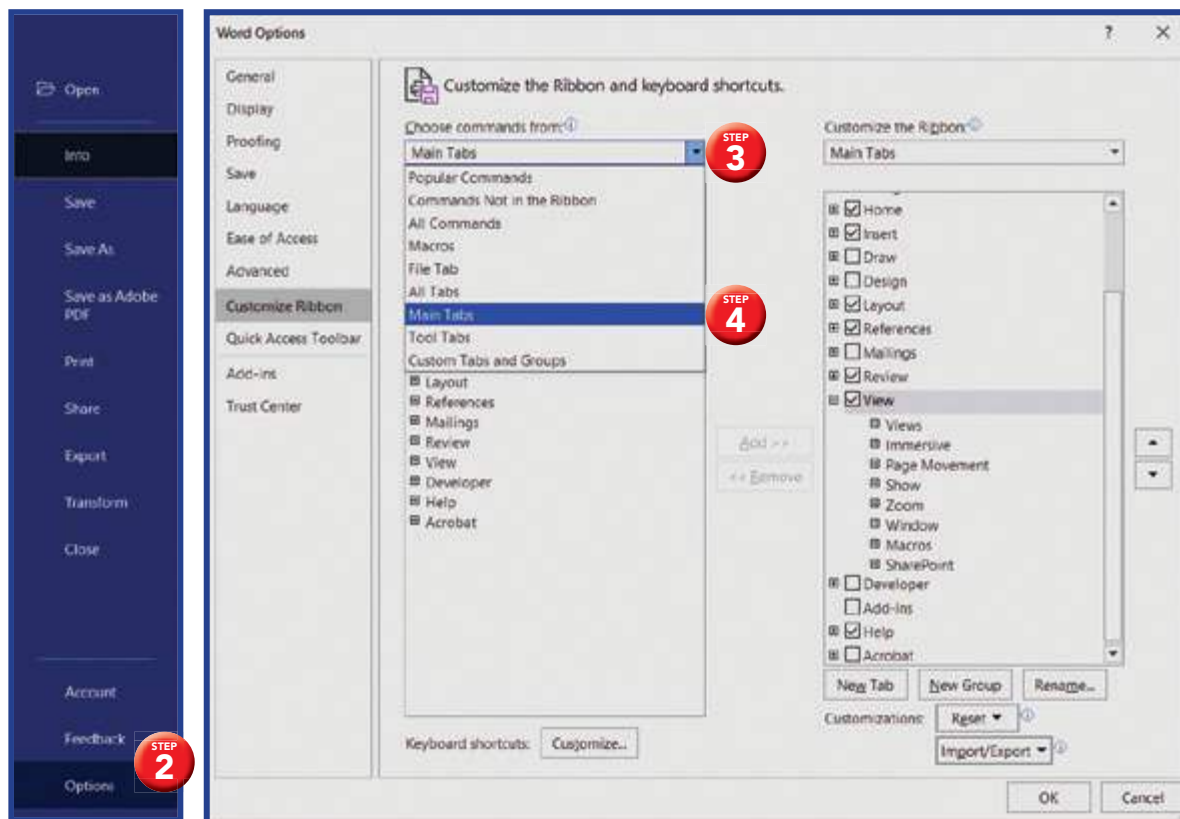 Open
Info
Save
Save As
Save as Adobe
PDF
Print
Share
Export
Transform
Close
Account
Feedback
STEP
2
Options
Word Options
?
General
Display
Proofing
Save
Language
Ease of Access
Advanced
Customize Ribbon
Quick Access Toolbar
Add-ins
Trust Center
Customize the Ribbon and keyboard shortcuts.
Choose commands from:
Main Tabs
STEP
3
Popular Commands
Commands Not in the Ribbon
All Commands
Macros
File Tab
All Tabs
Main Tabs
STEP
4
Tool Tabs
Custom Tabs and Groups
Layout
References
Mailings
Review
View
Developer
Help
Acrobat
Keyboard shortcuts: Customize...
Add >>
<< Remove
Customize the Ribbon:
Main Tabs
Home
Insert
Draw
Design
Layout
References
Mailings
Review
View
Views
Immersive
Page Movement
Show
Zoom
Window
Macros
SharePoint
Developer
Add-ins
Help
Acrobat
New Tab New Group Rename...
Customizations: Reset
Import/Export
OK Cancel